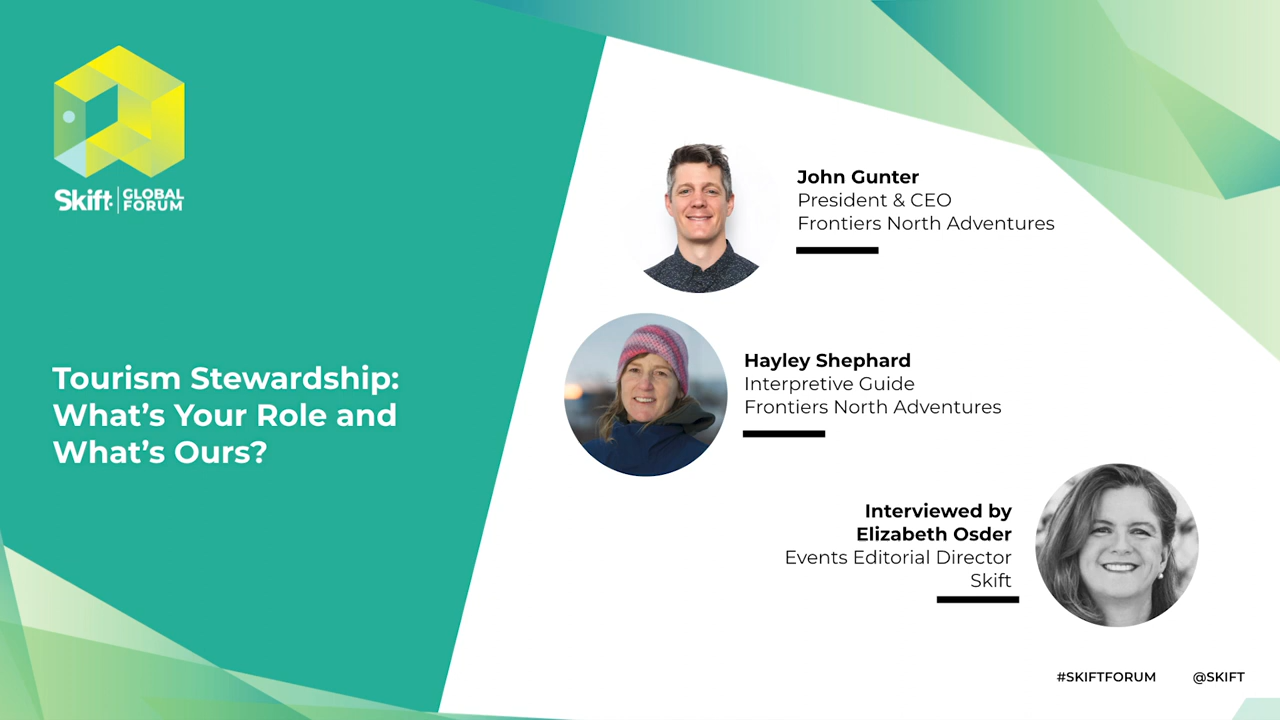 Skift
GLOBAL
FORUM
Tourism Stewardship:
What's Your Role and
What's Ours?
John Gunter
President & CEO
Frontiers North Adventures
Hayley Shephard
Interpretive Guide
Frontiers North Adventures
Interviewed by
Elizabeth Osder
Events Editorial Director
Skift
#SKIFTFORUM @SKIFT